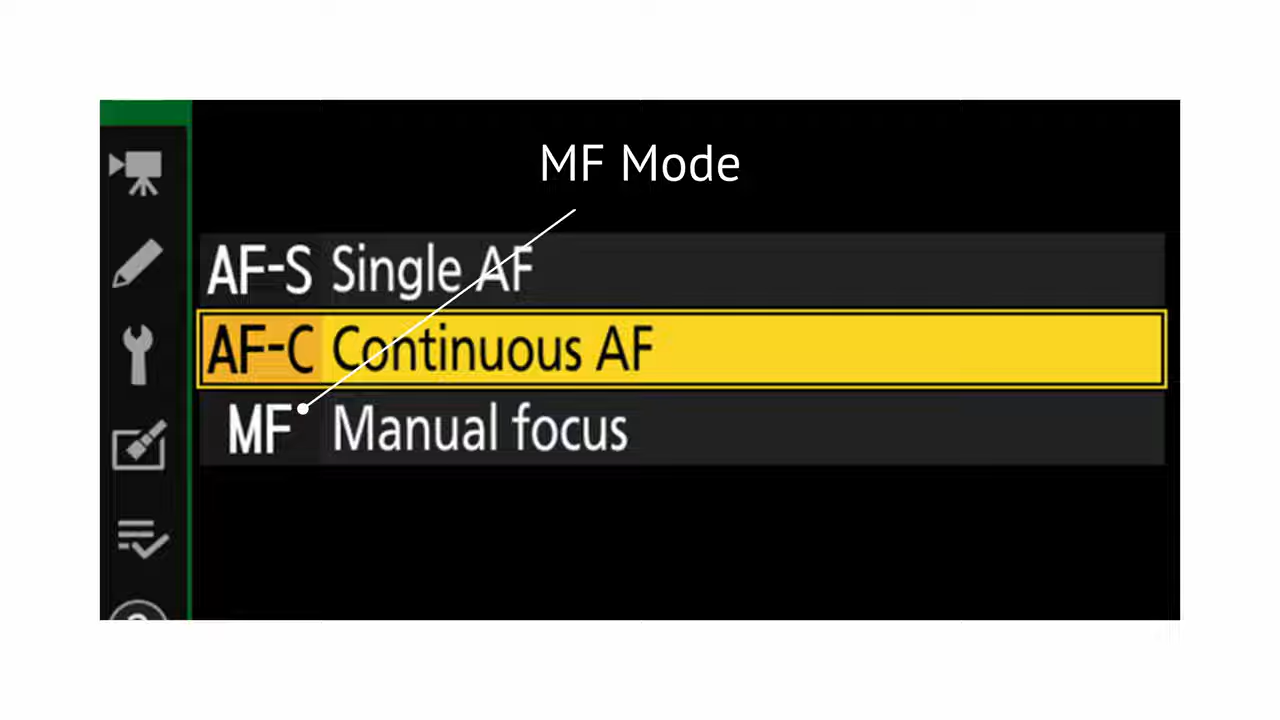 MF Mode
AF-S Single AF
AF-C Continuous AF
MF Manual focus